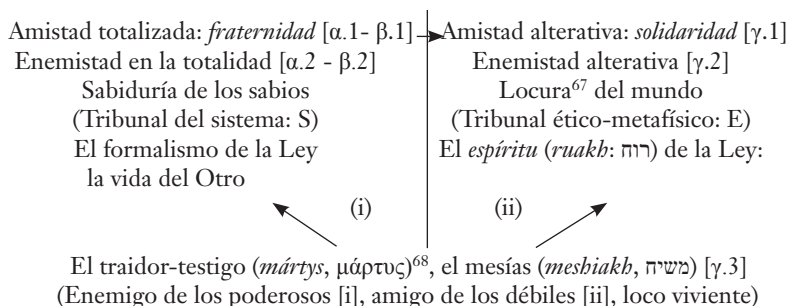 Amistad totalizada: fraternidad [α.1- β.1] Amistad alterativa: solidaridad [γ.1]
Enemistad en la totalidad [α.2 - β.2] Enemistad alterativa [γ.2]
Sabiduría de los sabios Locura67 del mundo
(Tribunal del sistema: S) (Tribunal ético-metafísico: E)
El formalismo de la Ley El espíritu (ruakh: רוח) de la Ley:
la vida del Otro
(i) (ii)
El traidor-testigo (mártys, μάρτυς)68, el mesías (meshiakh, משיח) [γ.3]
(Enemigo de los poderosos [i], amigo de los débiles [ii], loco viviente)